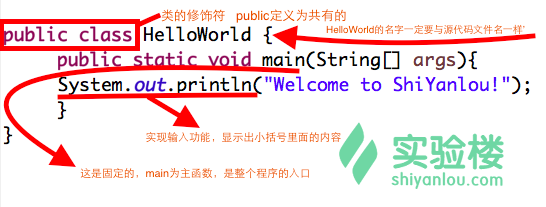 类的修饰符 public定义为共有的
HelloWorld的名字一定要与源代码文件名一样"
public class HelloWorld {
public static void main(String[] args){
System.out.println("Welcome to ShiYanlou!");
}
}
实现输入功能，显示出小括号里面的内容
这是固定的，main为主函数，是整个程序的入口
实验楼
shiyanlou.com